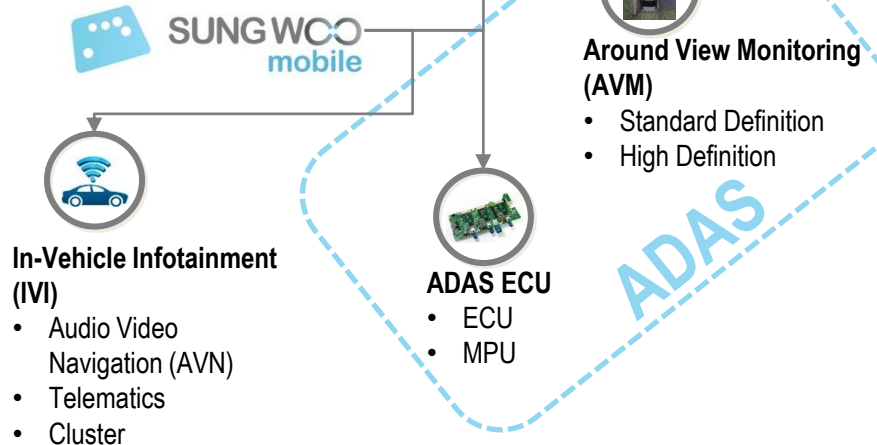 SUNGWOO
mobile
Around View Monitoring
(AVM)
• Standard Definition
• High Definition
ADAS
In-Vehicle Infotainment
(IVI)
• Audio Video
Navigation (AVN)
• Telematics
• Cluster
ADAS ECU
• ECU
• MPU